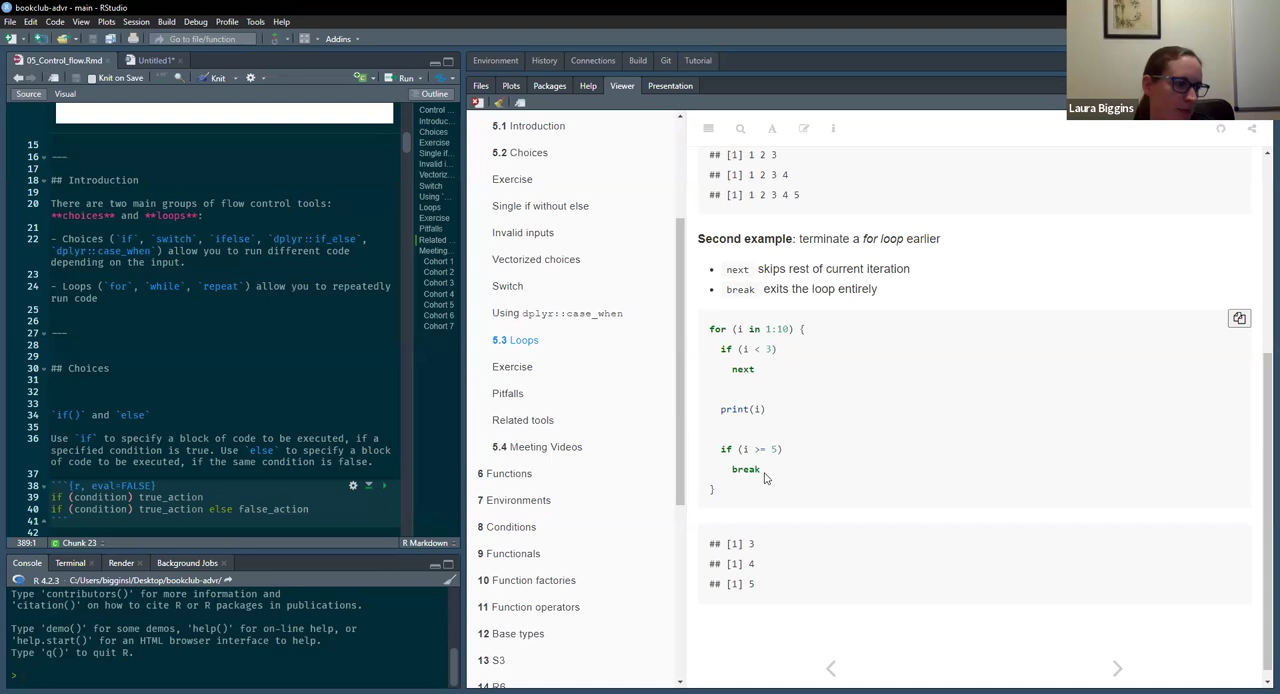 bookclub-advr - main - RStudio
File Edit Code View Plots Session Build Debug Profile Tools Help
Go to file/function Addins
05_Control_flow.Rmd Untitled1*
Knit on Save Knit Run
Source Visual Outline
15
16 ---
17
18 ## Introduction
19
20 There are two main groups of flow control tools:
**choices** and **loops**:
21
22 - Choices (`if`, `switch`, `ifelse`, `dplyr::if_else`,
`dplyr::case_when`) allow you to run different code
depending on the input.
23
24 - Loops (`for`, `while`, `repeat`) allow you to repeatedly
run code
25
26
27 ---
28
29
30 ## Choices
31
32
33
34 `if()` and `else`
35
36 Use `if` to specify a block of code to be executed, if a
specified condition is true. Use `else` to specify a block
of code to be executed, if the same condition is false.
37
38 ```{r, eval=FALSE}
39 if (condition) true_action
40 if (condition) true_action else false_action
41 ```
42
389:1 Chunk 23 R Markdown
Control ...
Introduc...
Choices
Exercise
Single if...
Invalid i...
Vectoriz...
Switch
Using `...
Loops
Exercise
Pitfalls
Related ...
Meeting...
Cohort 1
Cohort 2
Cohort 3
Cohort 4
Cohort 5
Cohort 6
Cohort 7
Console Terminal Render Background Jobs
R 4.2.3 · C:/Users/bigginsl/Desktop/bookclub-advr/
Type 'contributors()' for more information and
'citation()' on how to cite R or R packages in publications.
Type 'demo()' for some demos, 'help()' for on-line help, or
'help.start()' for an HTML browser interface to help.
Type 'q()' to quit R.
>
Environment History Connections Build Git Tutorial
Files Plots Packages Help Viewer Presentation
5.1 Introduction
5.2 Choices
Exercise
Single if without else
Invalid inputs
Vectorized choices
Switch
Using dplyr::case_when
5.3 Loops
Exercise
Pitfalls
Related tools
5.4 Meeting Videos
6 Functions
7 Environments
8 Conditions
9 Functionals
10 Function factories
11 Function operators
12 Base types
13 S3
14 R6
## [1] 1 2 3
## [1] 1 2 3 4
## [1] 1 2 3 4 5
Second example: terminate a for loop earlier
• next skips rest of current iteration
• break exits the loop entirely
for (i in 1:10) {
if (i < 3)
next
print(i)
if (i >= 5)
break
}
## [1] 3
## [1] 4
## [1] 5
Laura Biggins